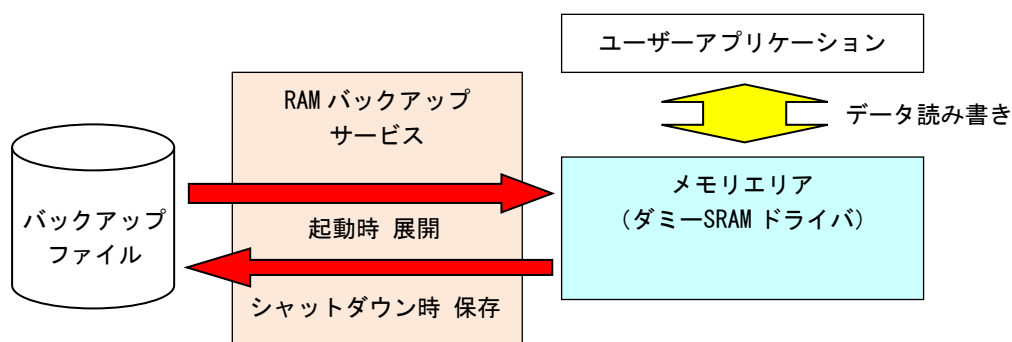 ユーザーアプリケーション
RAM バックアップ
サービス
データ読み書き
メモリエリア
（ダミーSRAM ドライバ）
バックアップ
ファイル
起動時 展開
シャットダウン時 保存